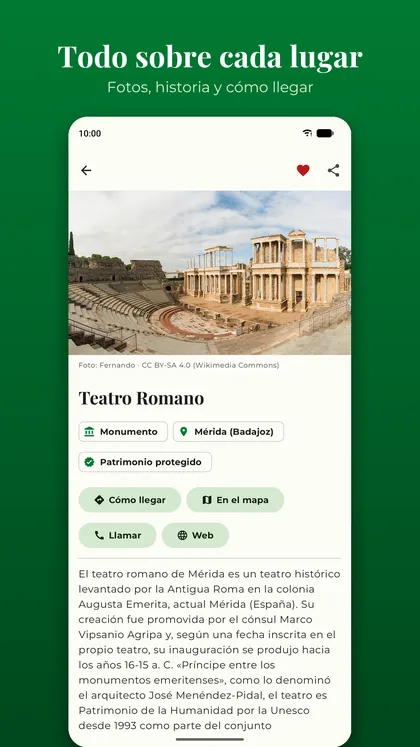 Todo sobre cada lugar
Fotos, historia y cómo llegar
10:00
Foto: Fernando · CC BY-SA 4.0 (Wikimedia Commons)
Teatro Romano
Monumento
Mérida (Badajoz)
Patrimonio protegido
Cómo llegar
En el mapa
Llamar
Web
El teatro romano de Mérida es un teatro histórico
levantado por la Antigua Roma en la colonia
Augusta Emerita, actual Mérida (España). Su
creación fue promovida por el cónsul Marco
Vipsanio Agripa y, según una fecha inscrita en el
propio teatro, su inauguración se produjo hacia
los años 16-15 a. C. «Príncipe entre los
monumentos emeritenses», como lo denominó
el arquitecto José Menéndez-Pidal, el teatro es
Patrimonio de la Humanidad por la Unesco
desde 1993 como parte del conjunto